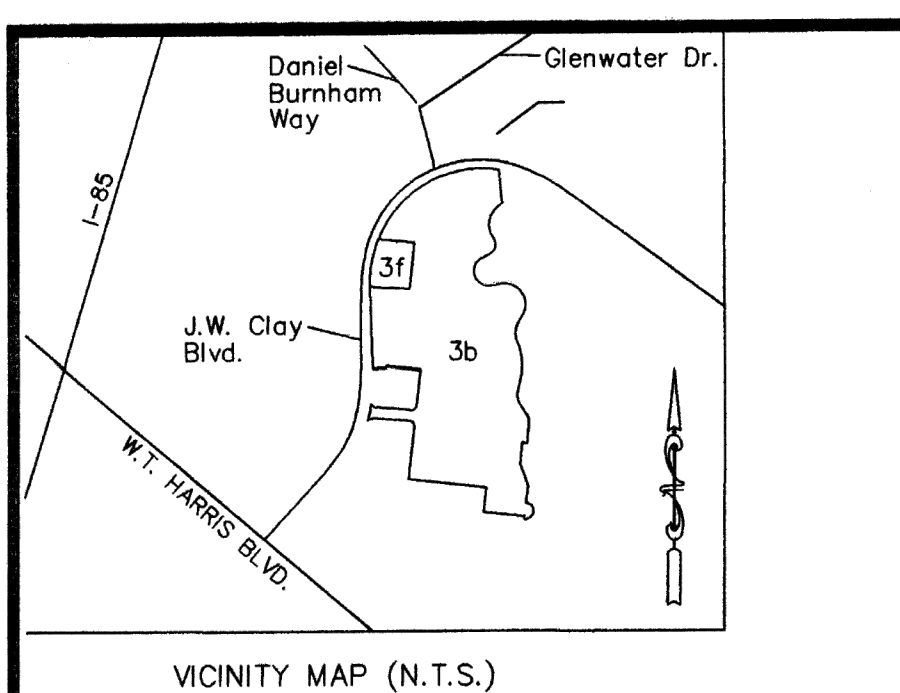 Daniel
Burnham
Way
Glenwater Dr.
I-85
3f
J.W. Clay
Blvd.
3b
W.T. HARRIS BLVD.
VICINITY MAP (N.T.S.)